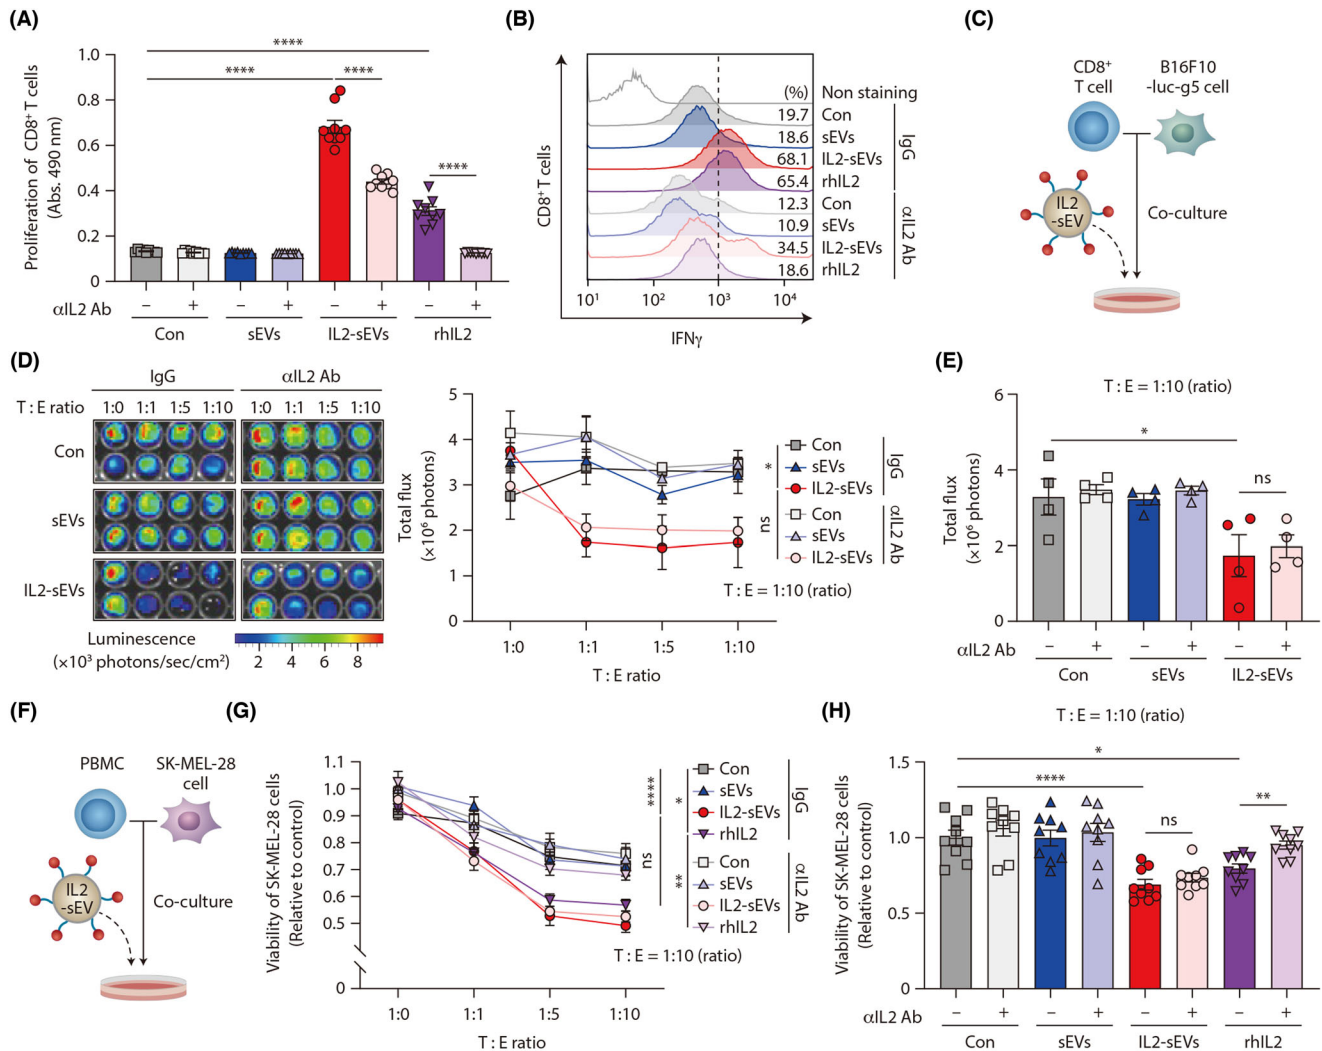 (A)
Proliferation of CD8⁺ T cells
(Abs. 490 nm)
1.0
0.8
0.6
0.4
0.2
0
****
****
****
****
αIL2 Ab
− + − + − + − +
Con sEVs IL2-sEVs rhIL2
(B)
CD8⁺ T cells
(%) Non staining
19.7 Con
18.6 sEVs
68.1 IL2-sEVs
65.4 rhIL2
IgG
12.3 Con
10.9 sEVs
34.5 IL2-sEVs
18.6 rhIL2
αIL2 Ab
10¹ 10² 10³ 10⁴
IFNγ
(C)
CD8⁺
T cell
B16F10
-luc-g5 cell
IL2
-sEV
Co-culture
(D)
IgG αIL2 Ab
T : E ratio 1:0 1:1 1:5 1:10 1:0 1:1 1:5 1:10
Con
sEVs
IL2-sEVs
Luminescence
(×10³ photons/sec/cm²)
2 4 6 8
Total flux
(×10⁶ photons)
5
4
3
2
1
0
1:0 1:1 1:5 1:10
T : E ratio
*
ns
Con
sEVs
IL2-sEVs
IgG
Con
sEVs
IL2-sEVs
αIL2 Ab
T : E = 1:10 (ratio)
(E)
T : E = 1:10 (ratio)
Total flux
(×10⁶ photons)
6
4
2
0
*
ns
αIL2 Ab
− + − + − +
Con sEVs IL2-sEVs
(F)
PBMC
SK-MEL-28
cell
IL2
-sEV
Co-culture
(G)
Viability of SK-MEL-28 cells
(Relative to control)
1.1
1.0
0.9
0.8
0.7
0.6
0.5
0
1:0 1:1 1:5 1:10
T : E ratio
****
ns
*
**
Con
sEVs
IL2-sEVs
rhIL2
IgG
Con
sEVs
IL2-sEVs
rhIL2
αIL2 Ab
T : E = 1:10 (ratio)
(H)
T : E = 1:10 (ratio)
Viability of SK-MEL-28 cells
(Relative to control)
1.5
1.0
0.5
0
*
****
ns
**
αIL2 Ab
− + − + − + − +
Con sEVs IL2-sEVs rhIL2